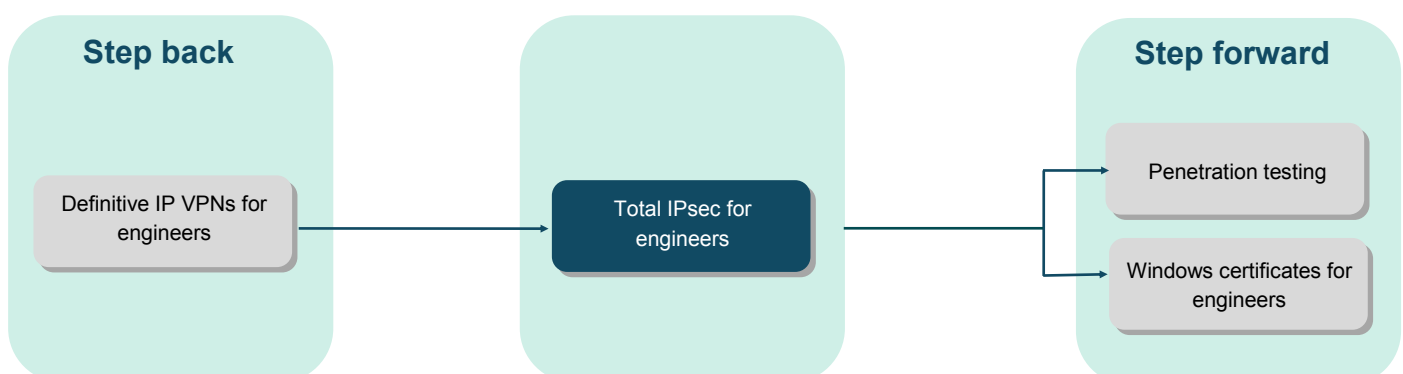 Step back
Definitive IP VPNs for
engineers
Total IPsec for
engineers
Step forward
Penetration testing
Windows certificates for
engineers